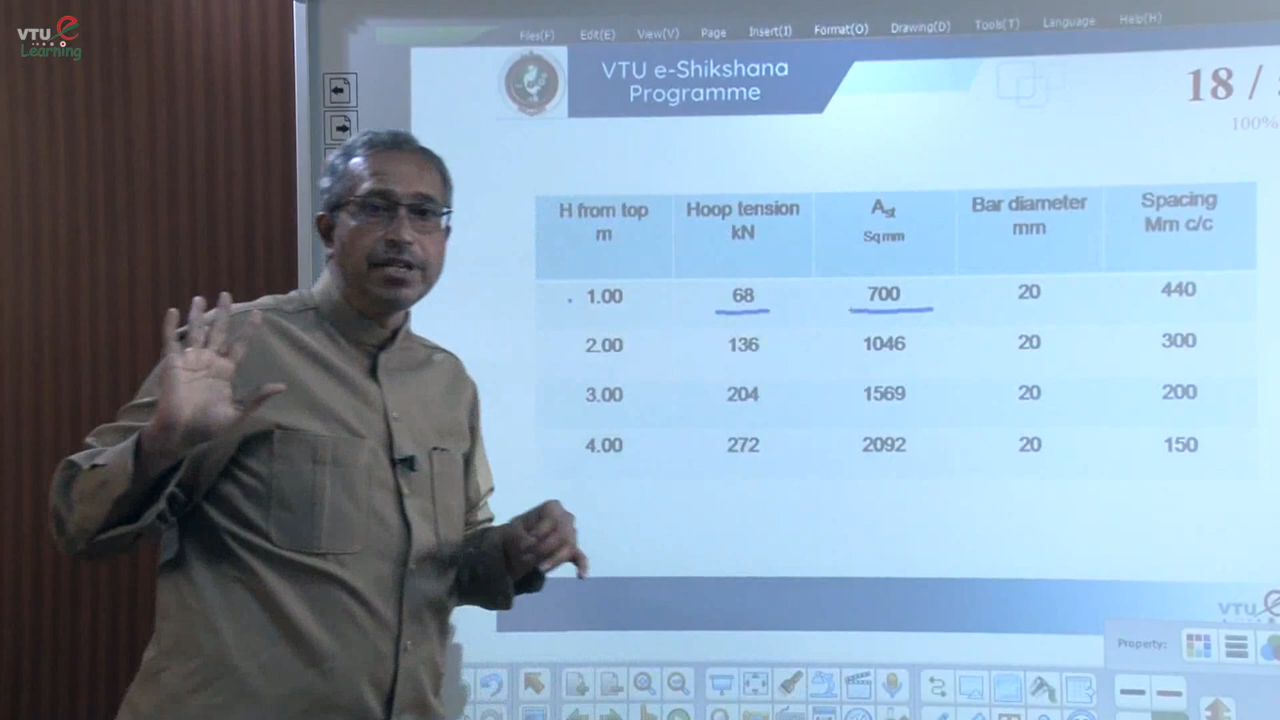 VTU e
Learning
Files(F) Edit(E) View(V) Page Insert(I) Format(O) Drawing(D) Tools(T) Language Help(H)
VTU e-Shikshana
Programme
18 /
100%
H from top Hoop tension Ast Bar diameter Spacing
m kN Sqmm mm Mm c/c
1.00 68 700 20 440
2.00 136 1046 20 300
3.00 204 1569 20 200
4.00 272 2092 20 150
VTU
Property: